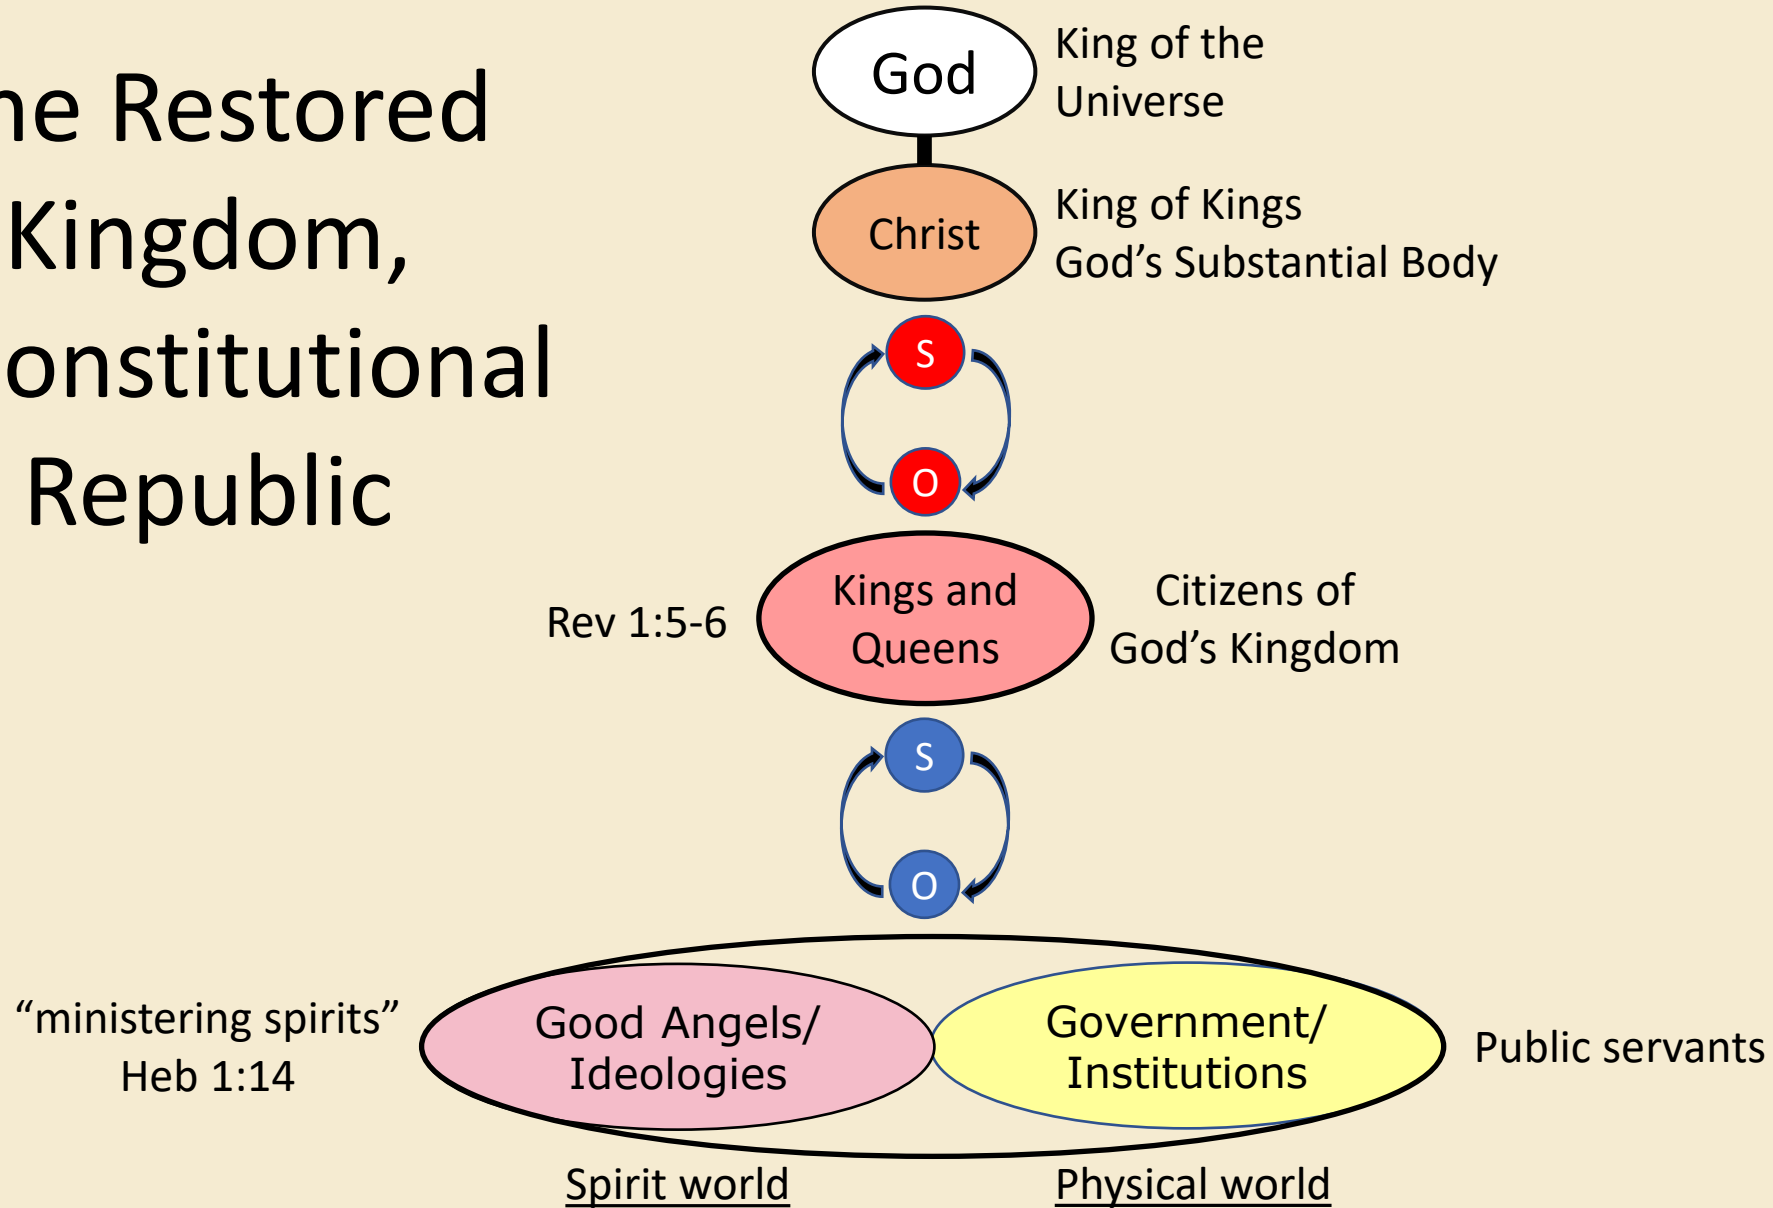 ne Restored
Kingdom,
onstitutional
Republic
God
King of the
Universe
Christ
King of Kings
God’s Substantial Body
S
O
Rev 1:5-6
Kings and
Queens
Citizens of
God’s Kingdom
S
O
“ministering spirits”
Heb 1:14
Good Angels/
Ideologies
Government/
Institutions
Public servants
Spirit world
Physical world